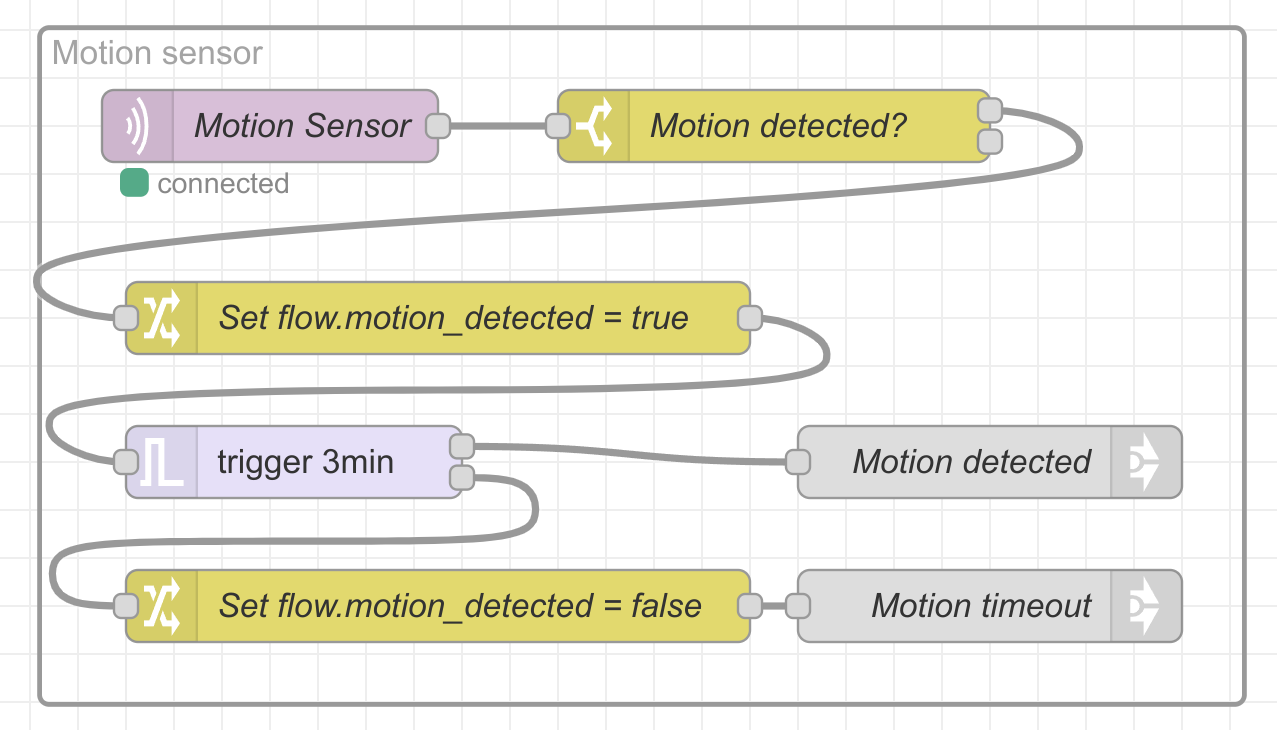 Motion sensor
Motion Sensor
Motion detected?
connected
Set flow.motion_detected = true
trigger 3min
Motion detected
Set flow.motion_detected = false
Motion timeout